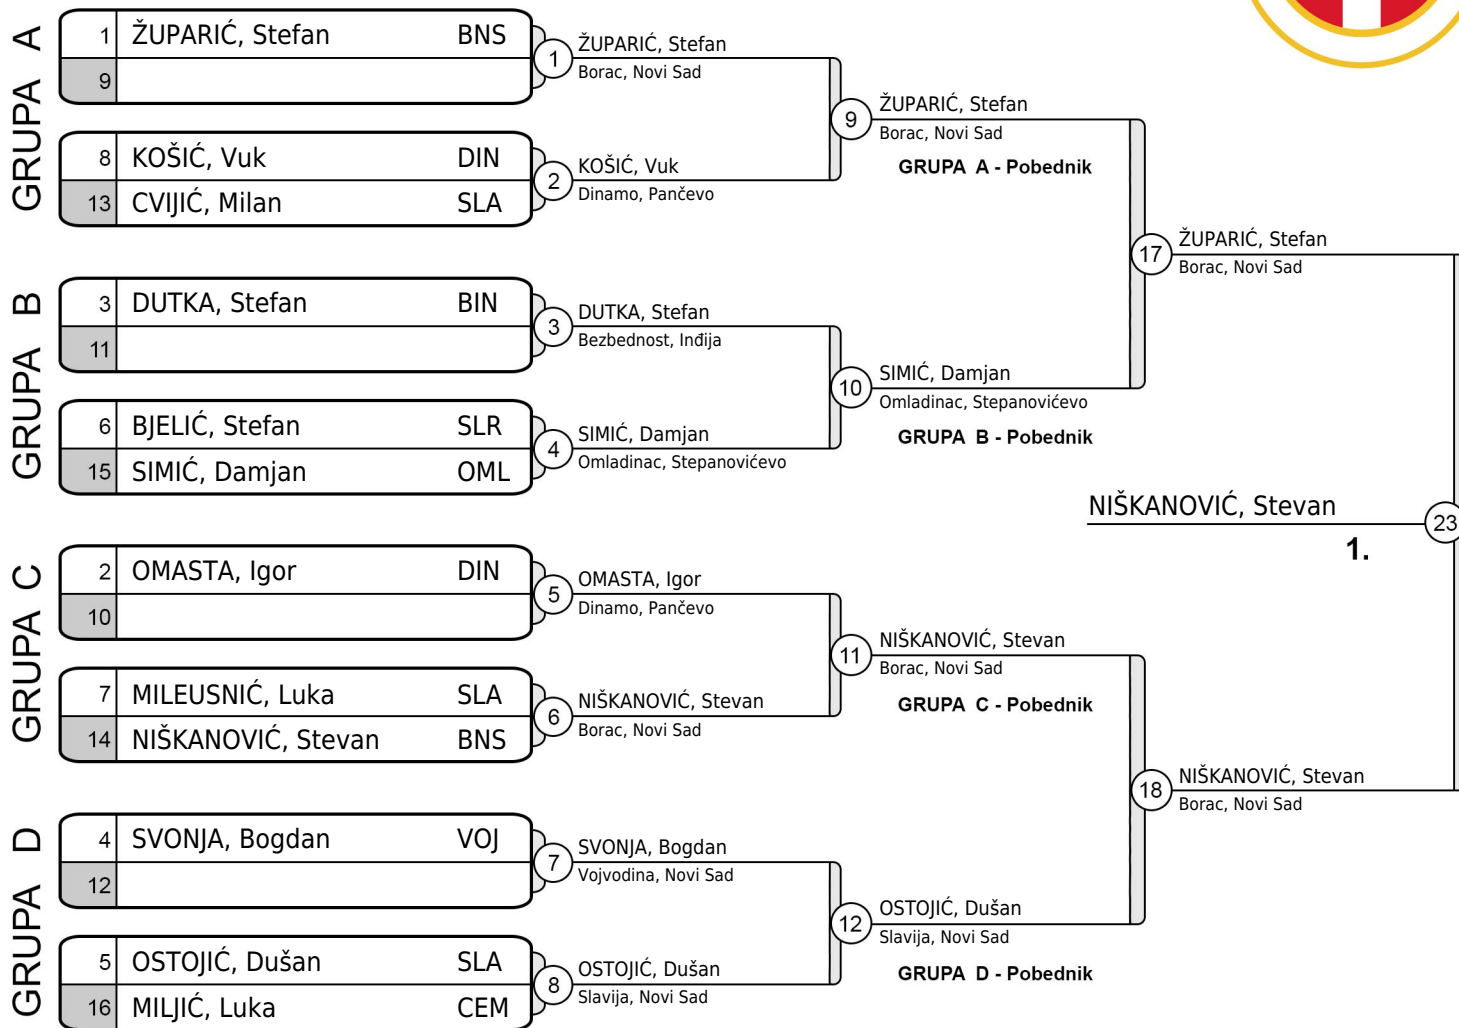 GRUPA A
1 ŽUPARIĆ, Stefan BNS
9
8 KOŠIĆ, Vuk DIN
13 CVIJIĆ, Milan SLA
GRUPA B
3 DUTKA, Stefan BIN
11
6 BJELIĆ, Stefan SLR
15 SIMIĆ, Damjan OML
GRUPA C
2 OMASTA, Igor DIN
10
7 MILEUSNIĆ, Luka SLA
14 NIŠKANOVIĆ, Stevan BNS
GRUPA D
4 SVONJA, Bogdan VOJ
12
5 OSTOJIĆ, Dušan SLA
16 MILJIĆ, Luka CEM
1 ŽUPARIĆ, Stefan
Borac, Novi Sad
2 KOŠIĆ, Vuk
Dinamo, Pančevo
3 DUTKA, Stefan
Bezbednost, Inđija
4 SIMIĆ, Damjan
Omladinac, Stepanovićevo
5 OMASTA, Igor
Dinamo, Pančevo
6 NIŠKANOVIĆ, Stevan
Borac, Novi Sad
7 SVONJA, Bogdan
Vojvodina, Novi Sad
8 OSTOJIĆ, Dušan
Slavija, Novi Sad
9 ŽUPARIĆ, Stefan
Borac, Novi Sad
GRUPA A - Pobednik
10 SIMIĆ, Damjan
Omladinac, Stepanovićevo
GRUPA B - Pobednik
11 NIŠKANOVIĆ, Stevan
Borac, Novi Sad
GRUPA C - Pobednik
12 OSTOJIĆ, Dušan
Slavija, Novi Sad
GRUPA D - Pobednik
17 ŽUPARIĆ, Stefan
Borac, Novi Sad
18 NIŠKANOVIĆ, Stevan
Borac, Novi Sad
NIŠKANOVIĆ, Stevan 23
1.